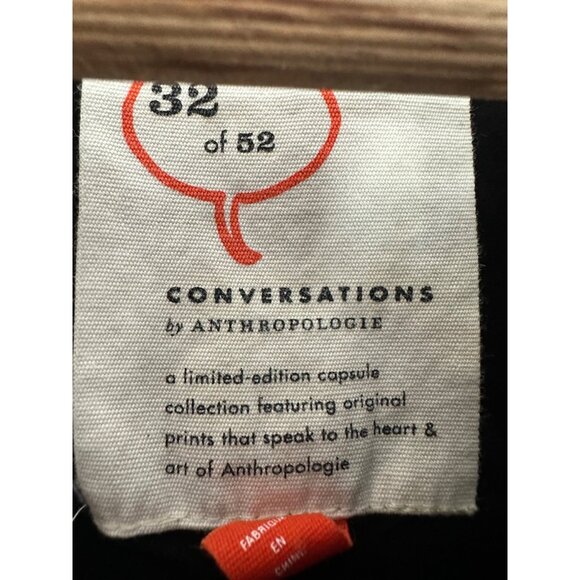 32
of 52
CONVERSATIONS
by ANTHROPOLOGIE
a limited-edition capsule
collection featuring original
prints that speak to the heart &
art of Anthropologie
EN
CHINE